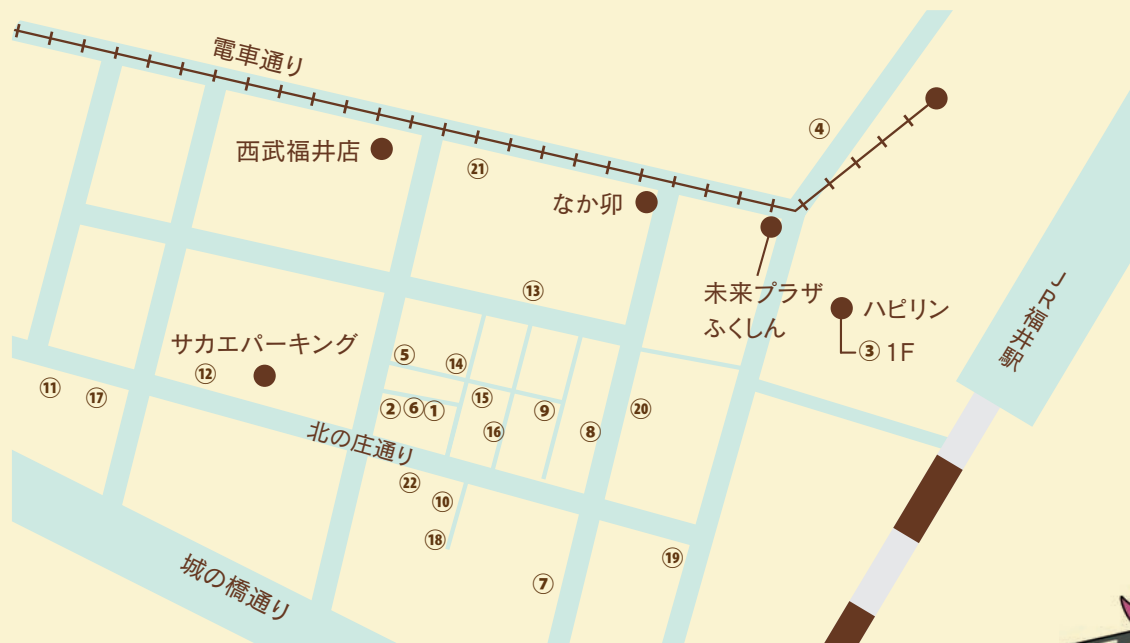 電車通り
④
西武福井店
㉑
なか卯
未来プラザ
ふくしん
ハピリン
③ 1F
JR福井駅
⑬
サカエパーキング
⑤
⑭
⑫
⑪
⑰
②
⑥
①
⑮
⑯
⑨
⑧
⑳
北の庄通り
㉒
⑩
⑱
⑲
⑦
城の橋通り